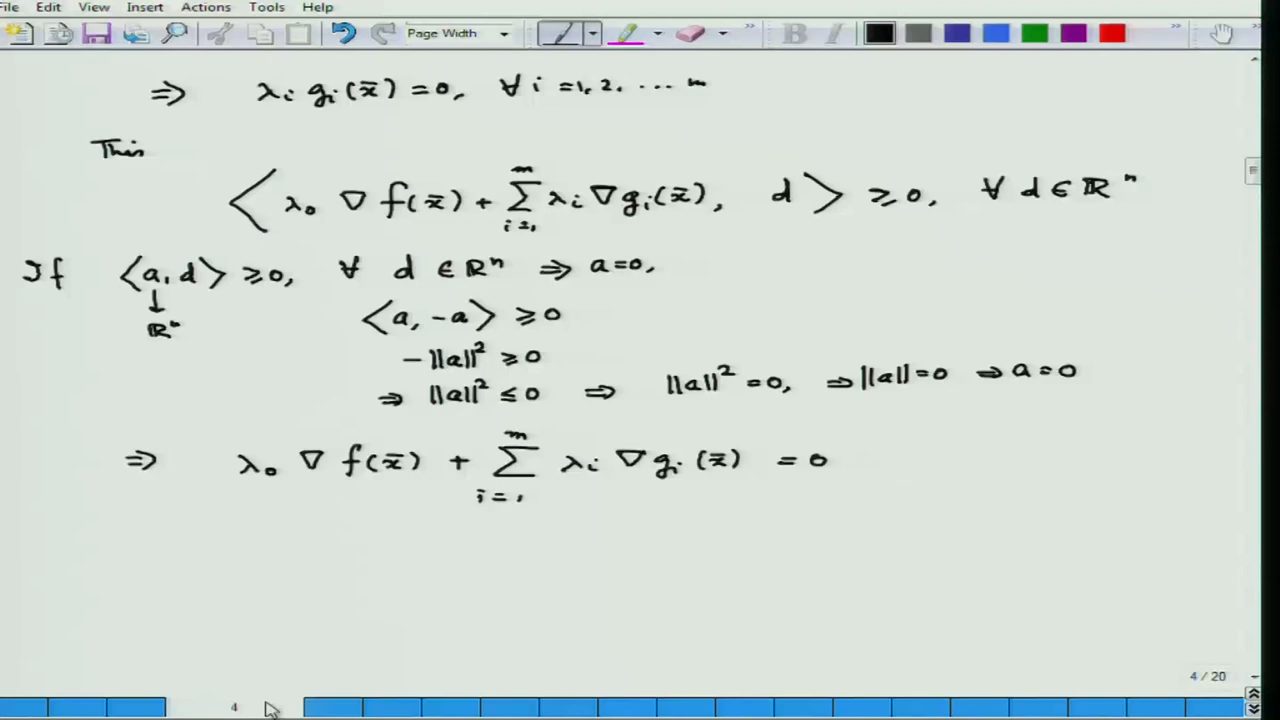 File Edit View Insert Actions Tools Help
Page Width
⇒ λᵢ gᵢ(x̄) = 0, ∀ i = 1, 2, ... m
This
⟨λ₀ ∇f(x̄) + Σᵢ₌₁ᵐ λᵢ ∇gᵢ(x̄), d⟩ ≥ 0, ∀ d ∈ ℝⁿ
If ⟨a, d⟩ ≥ 0, ∀ d ∈ ℝⁿ ⇒ a = 0,
↓
ℝⁿ
⟨a, -a⟩ ≥ 0
-||a||² ≥ 0
⇒ ||a||² ≤ 0 ⇒ ||a||² = 0, ⇒ ||a|| = 0 ⇒ a = 0
⇒ λ₀ ∇f(x̄) + Σᵢ₌₁ᵐ λᵢ ∇gᵢ(x̄) = 0
4 / 20
4